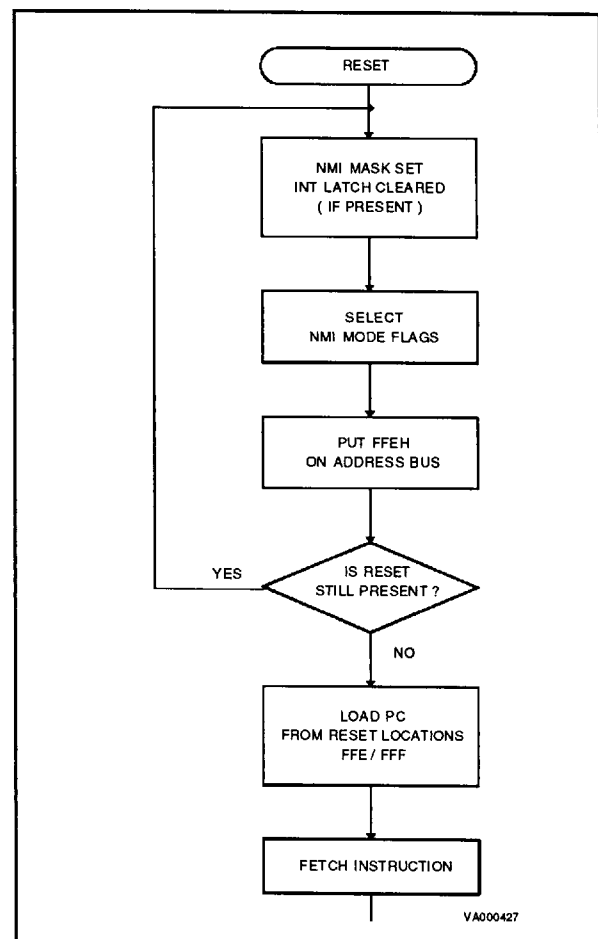 RESET
NMI MASK SET
INT LATCH CLEARED
( IF PRESENT )
SELECT
NMI MODE FLAGS
PUT FFEH
ON ADDRESS BUS
IS RESET
STILL PRESENT ?
YES
NO
LOAD PC
FROM RESET LOCATIONS
FFE / FFF
FETCH INSTRUCTION
VA000427